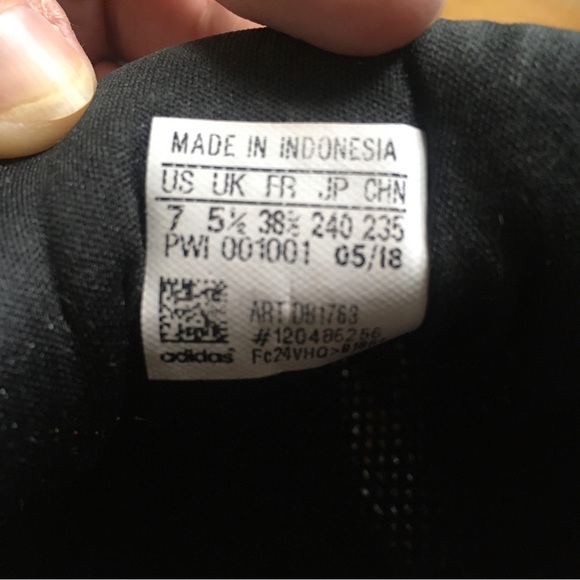 MADE IN INDONESIA
US UK FR JP CHN
7 5½ 38⅔ 240 235
PWI 001001 05/18
ART DB1768
#120486256
adidas